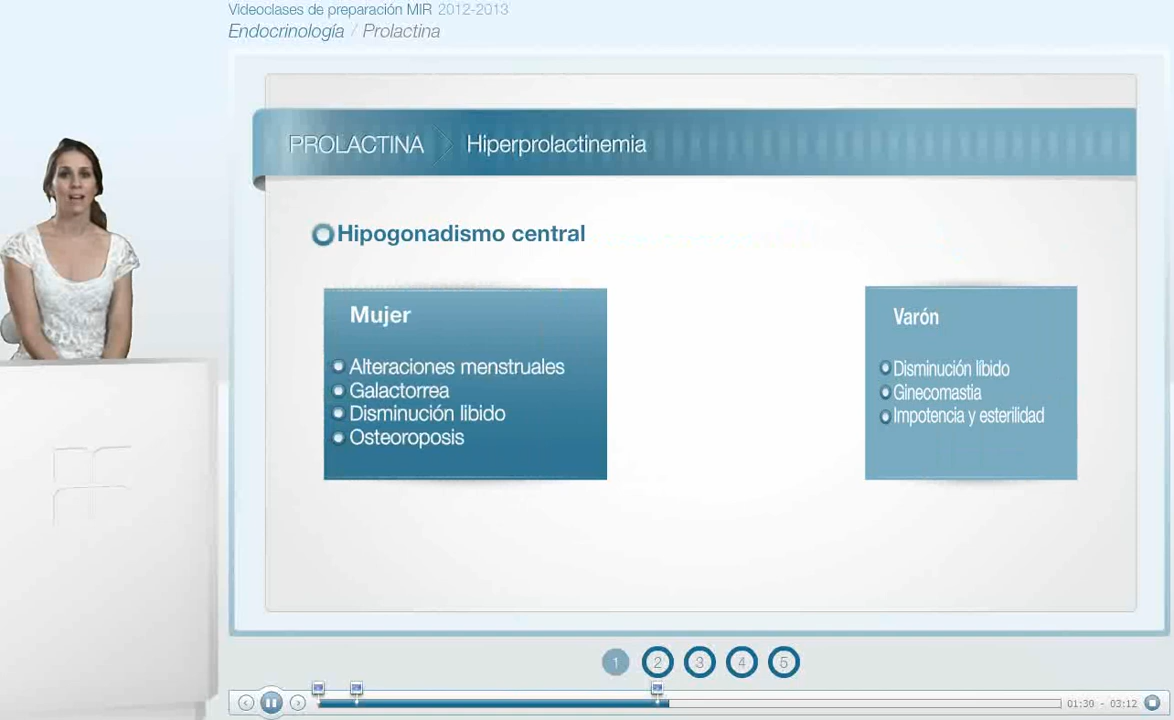 Videoclases de preparación MIR 2012-2013
Endocrinología / Prolactina
PROLACTINA Hiperprolactinemia
Hipogonadismo central
Mujer
Alteraciones menstruales
Galactorrea
Disminución libido
Osteoroposis
Varón
Disminución líbido
Ginecomastia
Impotencia y esterilidad
1 2 3 4 5
01:30 - 03:12